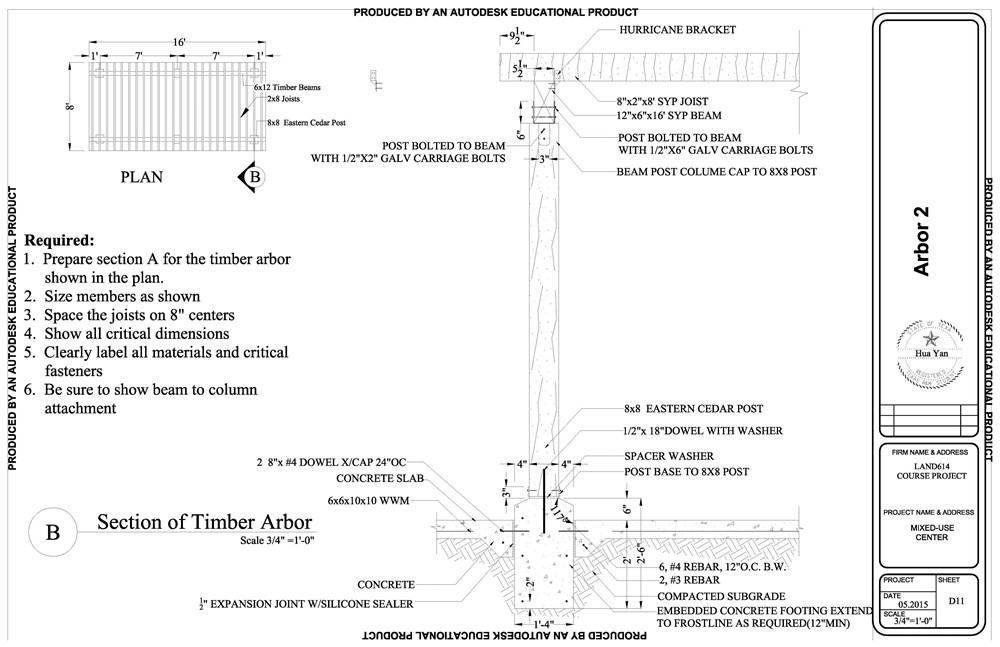 PRODUCED BY AN AUTODESK EDUCATIONAL PRODUCT
16'
1'
7'
7'
1'
8'
6x12 Timber Beams
2x8 Joists
8x8 Eastern Cedar Post
PLAN
B
Required:
1. Prepare section A for the timber arbor
shown in the plan.
2. Size members as shown
3. Space the joists on 8" centers
4. Show all critical dimensions
5. Clearly label all materials and critical
fasteners
6. Be sure to show beam to column
attachment
9 1/2"
HURRICANE BRACKET
5 1/2"
8"x2"x8' SYP JOIST
12"x6"x16' SYP BEAM
6"
POST BOLTED TO BEAM
WITH 1/2"X2" GALV CARRIAGE BOLTS
POST BOLTED TO BEAM
WITH 1/2"X6" GALV CARRIAGE BOLTS
3"
BEAM POST COLUME CAP TO 8X8 POST
8x8 EASTERN CEDAR POST
1/2"x 18"DOWEL WITH WASHER
4"
4"
SPACER WASHER
POST BASE TO 8X8 POST
2 8"x #4 DOWEL X/CAP 24"OC
CONCRETE SLAB
6x6x10x10 WWM
3"
117°
6"
2'
2'-6"
2"
1'-4"
CONCRETE
1/2" EXPANSION JOINT W/SILICONE SEALER
6, #4 REBAR, 12"O.C. B.W.
2, #3 REBAR
COMPACTED SUBGRADE
EMBEDDED CONCRETE FOOTING EXTEND
TO FROSTLINE AS REQUIRED(12"MIN)
B
Section of Timber Arbor
Scale 3/4" =1'-0"
PRODUCED BY AN AUTODESK EDUCATIONAL PRODUCT
PRODUCED BY AN AUTODESK EDUCATIONAL PRODUCT
PRODUCED BY AN AUTODESK EDUCATIONAL PRODUCT
Arbor 2
STATE OF TEXA
Hua Yan
REGISTERED
FIRM NAME & ADDRESS
LAND614
COURSE PROJECT
PROJECT NAME & ADDRESS
MIXED-USE
CENTER
PROJECT
SHEET
DATE
05.2015
D11
SCALE
3/4"=1'-0"